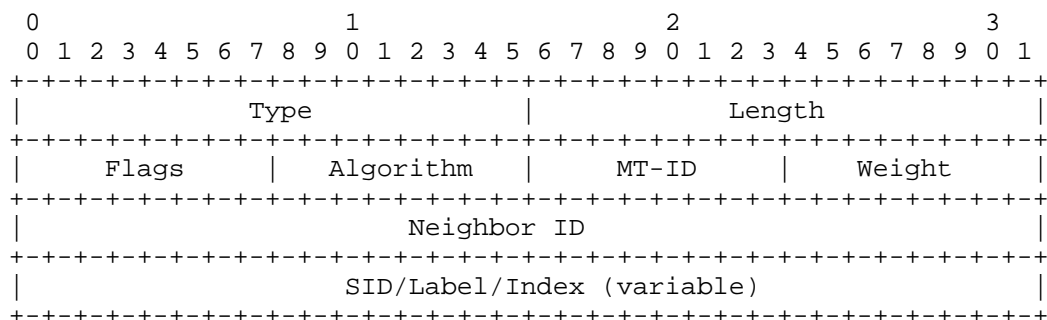 0                   1                   2                   3
 0 1 2 3 4 5 6 7 8 9 0 1 2 3 4 5 6 7 8 9 0 1 2 3 4 5 6 7 8 9 0 1
+-+-+-+-+-+-+-+-+-+-+-+-+-+-+-+-+-+-+-+-+-+-+-+-+-+-+-+-+-+-+-+-+
|              Type             |            Length             |
+-+-+-+-+-+-+-+-+-+-+-+-+-+-+-+-+-+-+-+-+-+-+-+-+-+-+-+-+-+-+-+-+
|     Flags     |   Algorithm   |     MT-ID     |    Weight     |
+-+-+-+-+-+-+-+-+-+-+-+-+-+-+-+-+-+-+-+-+-+-+-+-+-+-+-+-+-+-+-+-+
|                        Neighbor ID                            |
+-+-+-+-+-+-+-+-+-+-+-+-+-+-+-+-+-+-+-+-+-+-+-+-+-+-+-+-+-+-+-+-+
|                    SID/Label/Index (variable)                 |
+-+-+-+-+-+-+-+-+-+-+-+-+-+-+-+-+-+-+-+-+-+-+-+-+-+-+-+-+-+-+-+-+